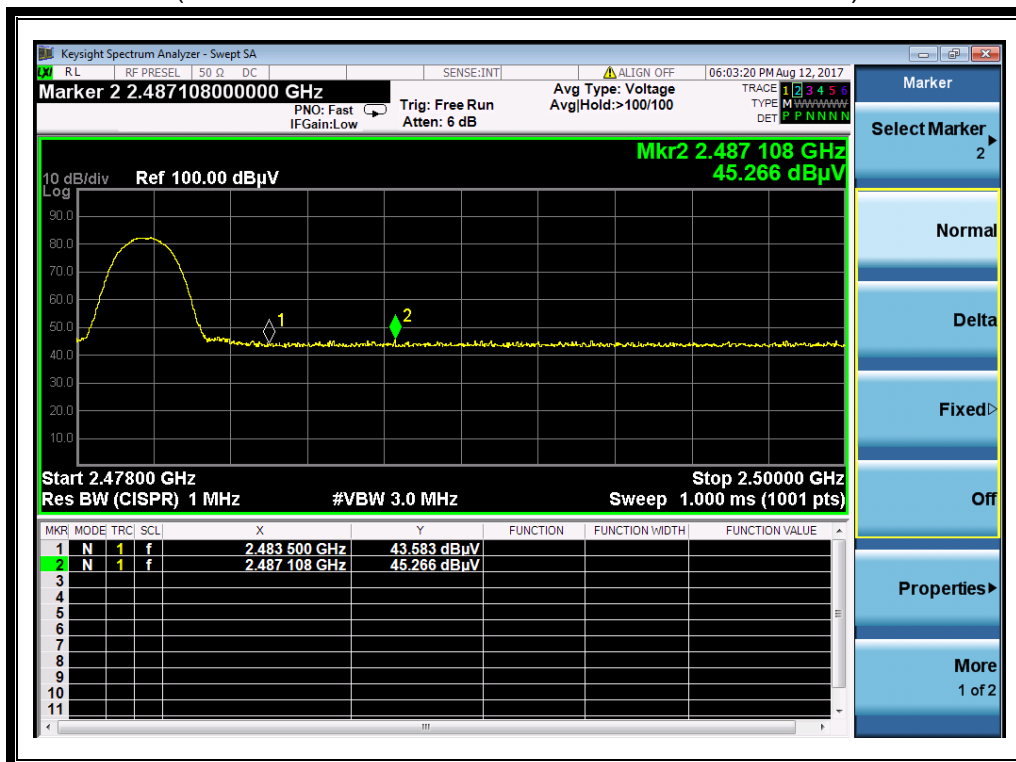 Keysight Spectrum Analyzer - Swept SA
LXI RL RF PRESEL 50 Ω DC SENSE:INT ALIGN OFF 06:03:20 PM Aug 12, 2017
Marker 2 2.487108000000 GHz
PNO: Fast
IFGain:Low
Trig: Free Run
Atten: 6 dB
Avg Type: Voltage
Avg|Hold:>100/100
TRACE 1 2 3 4 5 6
TYPE M WWWWW
DET P P N N N N
Mkr2 2.487 108 GHz
45.266 dBµV
10 dB/div Ref 100.00 dBµV
Log
90.0
80.0
70.0
60.0
50.0
40.0
30.0
20.0
10.0
1
2
Start 2.47800 GHz Stop 2.50000 GHz
Res BW (CISPR) 1 MHz #VBW 3.0 MHz Sweep 1.000 ms (1001 pts)
MKR MODE TRC SCL X Y FUNCTION FUNCTION WIDTH FUNCTION VALUE
1 N 1 f 2.483 500 GHz 43.583 dBµV
2 N 1 f 2.487 108 GHz 45.266 dBµV
3
4
5
6
7
8
9
10
11
Marker
Select Marker
2
Normal
Delta
Fixed
Off
Properties
More
1 of 2